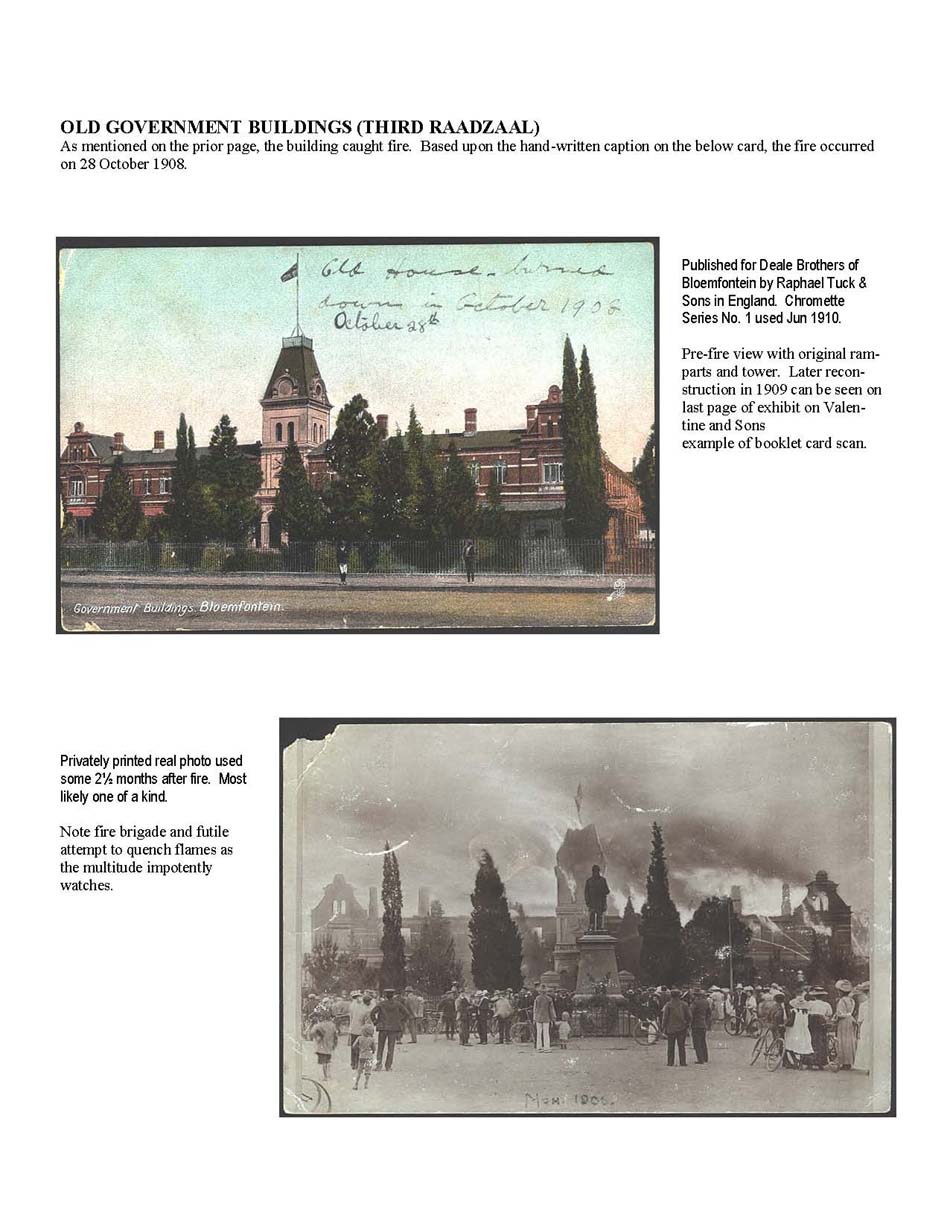 OLD GOVERNMENT BUILDINGS (THIRD RAADZAAL)
As mentioned on the prior page, the building caught fire.  Based upon the hand-written caption on the below card, the fire occurred
on 28 October 1908.
Old House - burned
down in October 1908
October 28th
Government Buildings. Bloemfontein.
Published for Deale Brothers of
Bloemfontein by Raphael Tuck &
Sons in England.  Chromette
Series No. 1 used Jun 1910.
Pre-fire view with original ram-
parts and tower.  Later recon-
struction in 1909 can be seen on
last page of exhibit on Valen-
tine and Sons
example of booklet card scan.
Privately printed real photo used
some 2½ months after fire.  Most
likely one of a kind.
Note fire brigade and futile
attempt to quench flames as
the multitude impotently
watches.